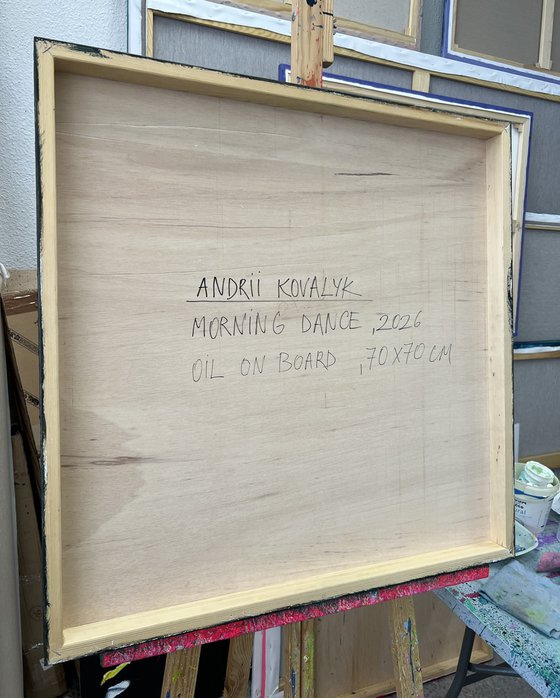 ANDRii KOVALYK
MORNING DANCE ,2026
OiL ON BOARD ,70X70 CM